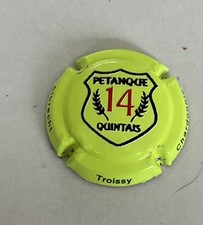 PETANQUE
14
QUINTAIS
Troissy